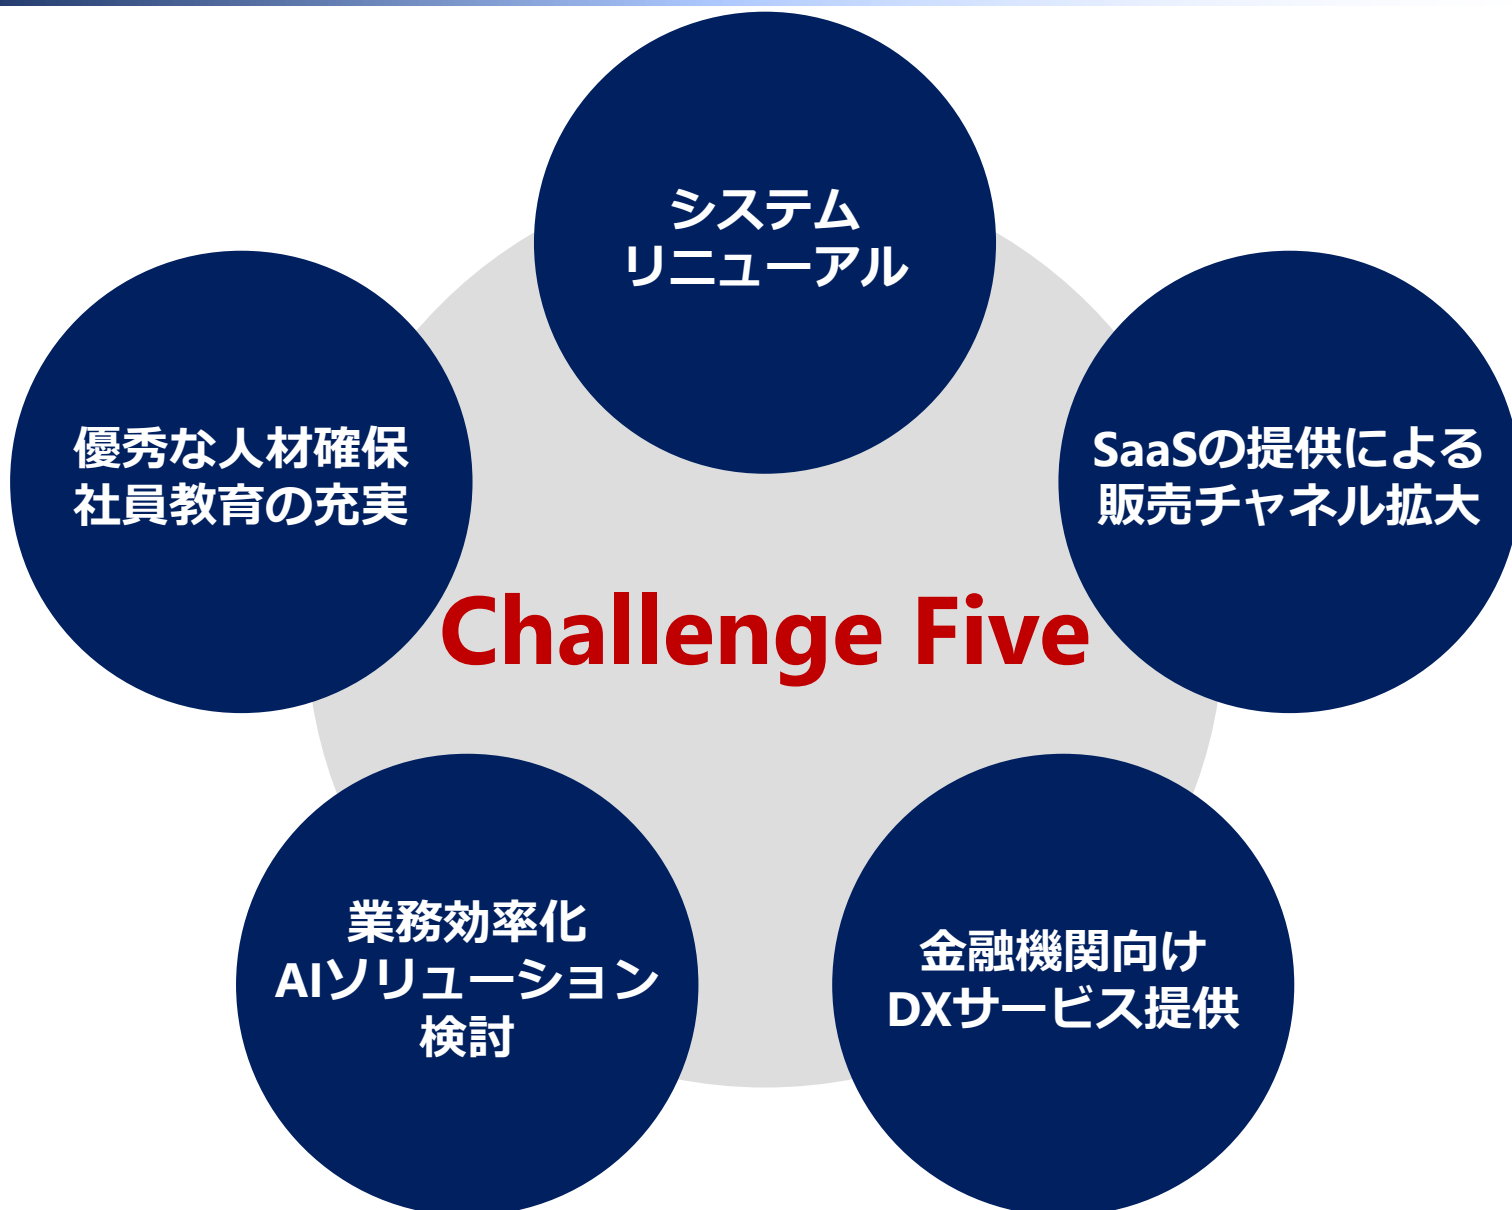 システム
リニューアル
優秀な人材確保
社員教育の充実
SaaSの提供による
販売チャネル拡大
Challenge Five
業務効率化
AIソリューション
検討
金融機関向け
DXサービス提供